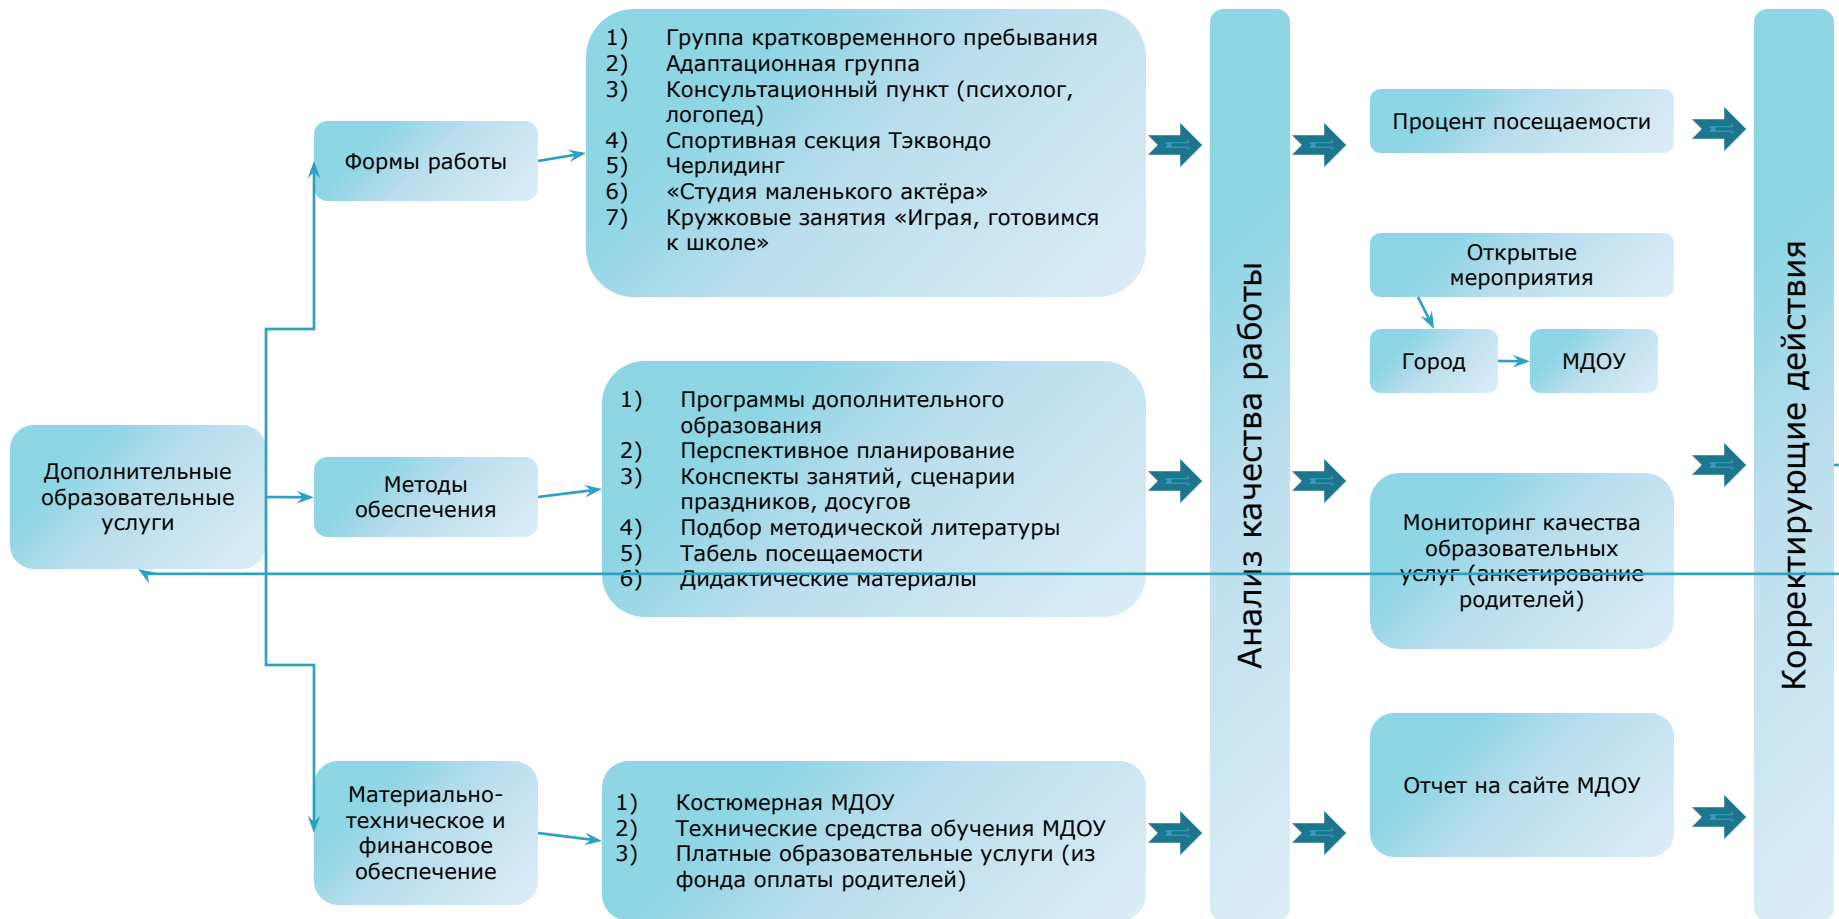 Дополнительные
образовательные
услуги
Формы работы
1) Группа кратковременного пребывания
2) Адаптационная группа
3) Консультационный пункт (психолог,
логопед)
4) Спортивная секция Тэквондо
5) Черлидинг
6) «Студия маленького актёра»
7) Кружковые занятия «Играя, готовимся
к школе»
Методы
обеспечения
1) Программы дополнительного
образования
2) Перспективное планирование
3) Конспекты занятий, сценарии
праздников, досугов
4) Подбор методической литературы
5) Табель посещаемости
6) Дидактические материалы
Материально-
техническое и
финансовое
обеспечение
1) Костюмерная МДОУ
2) Технические средства обучения МДОУ
3) Платные образовательные услуги (из
фонда оплаты родителей)
Анализ качества работы
Процент посещаемости
Открытые
мероприятия
Город
МДОУ
Мониторинг качества
образовательных
услуг (анкетирование
родителей)
Отчет на сайте МДОУ
Корректирующие действия